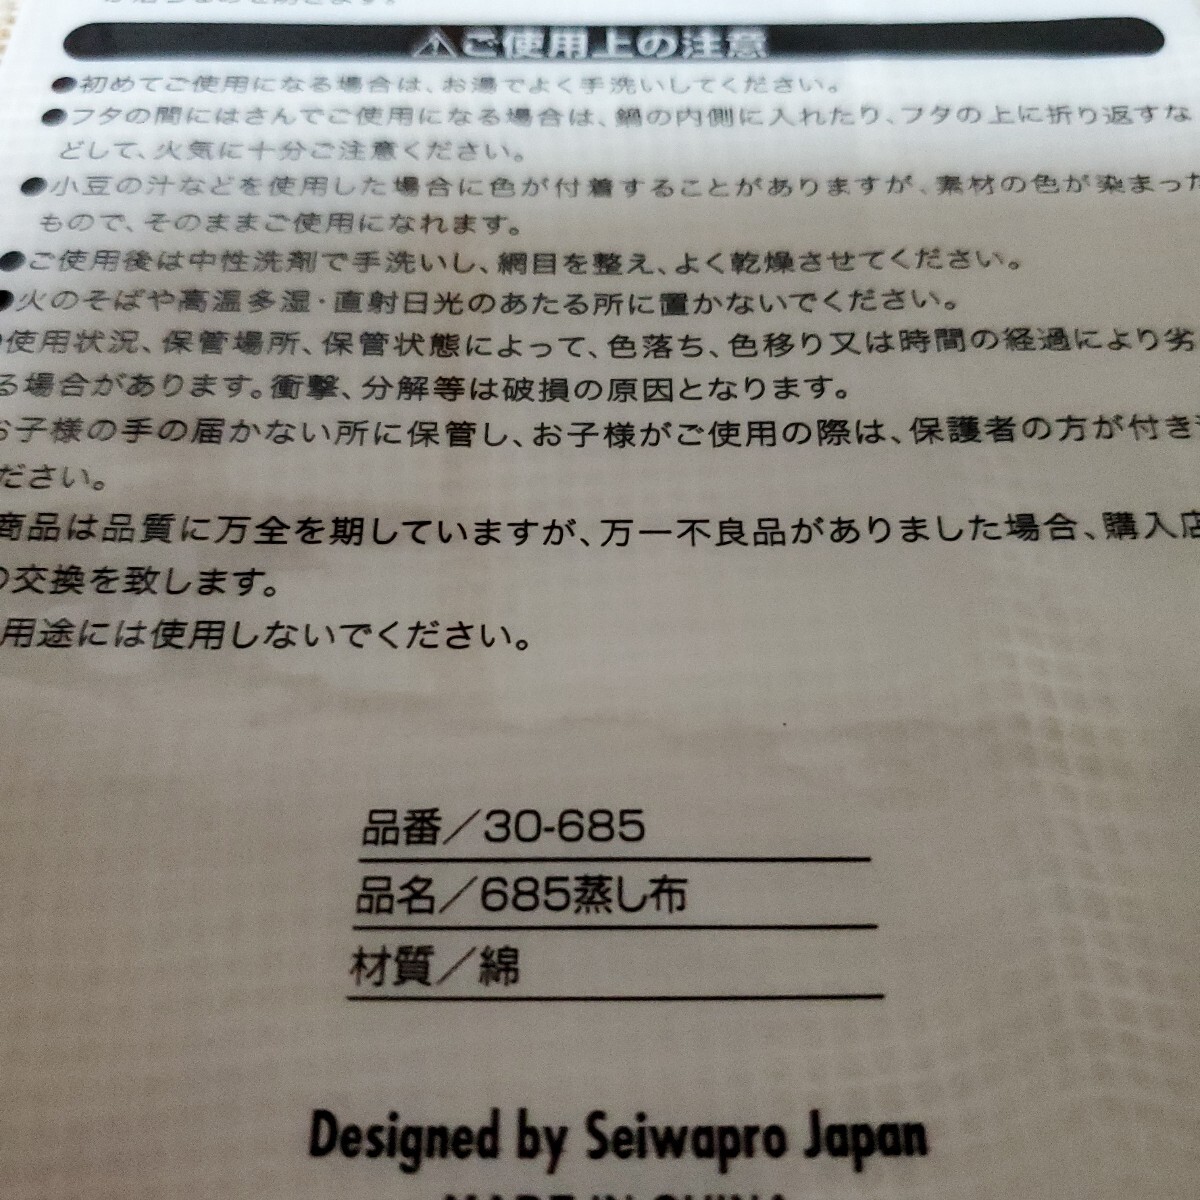 ⚠ご使用上の注意
●初めてご使用になる場合は、お湯でよく手洗いしてください。
●フタの間にはさんでご使用になる場合は、鍋の内側に入れたり、フタの上に折り返すな
どして、火気に十分ご注意ください。
●小豆の汁などを使用した場合に色が付着することがありますが、素材の色が染まった
もので、そのままご使用になれます。
●ご使用後は中性洗剤で手洗いし、網目を整え、よく乾燥させてください。
●火のそばや高温多湿・直射日光のあたる所に置かないでください。
使用状況、保管場所、保管状態によって、色落ち、色移り又は時間の経過により劣
る場合があります。衝撃、分解等は破損の原因となります。
お子様の手の届かない所に保管し、お子様がご使用の際は、保護者の方が付き
ださい。
商品は品質に万全を期していますが、万一不良品がありました場合、購入店
の交換を致します。
用途には使用しないでください。
品番／30-685
品名／685蒸し布
材質／綿
Designed by Seiwapro Japan
MADE IN CHINA